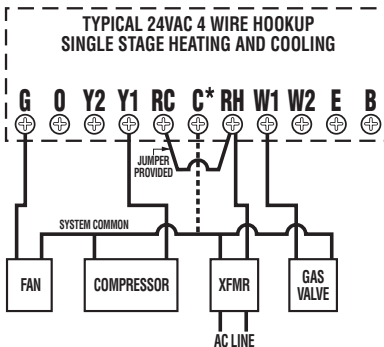 TYPICAL 24VAC 4 WIRE HOOKUP
SINGLE STAGE HEATING AND COOLING
G O Y2 Y1 RC C* RH W1 W2 E B
JUMPER
PROVIDED
SYSTEM COMMON
FAN COMPRESSOR XFMR GAS
VALVE
AC LINE